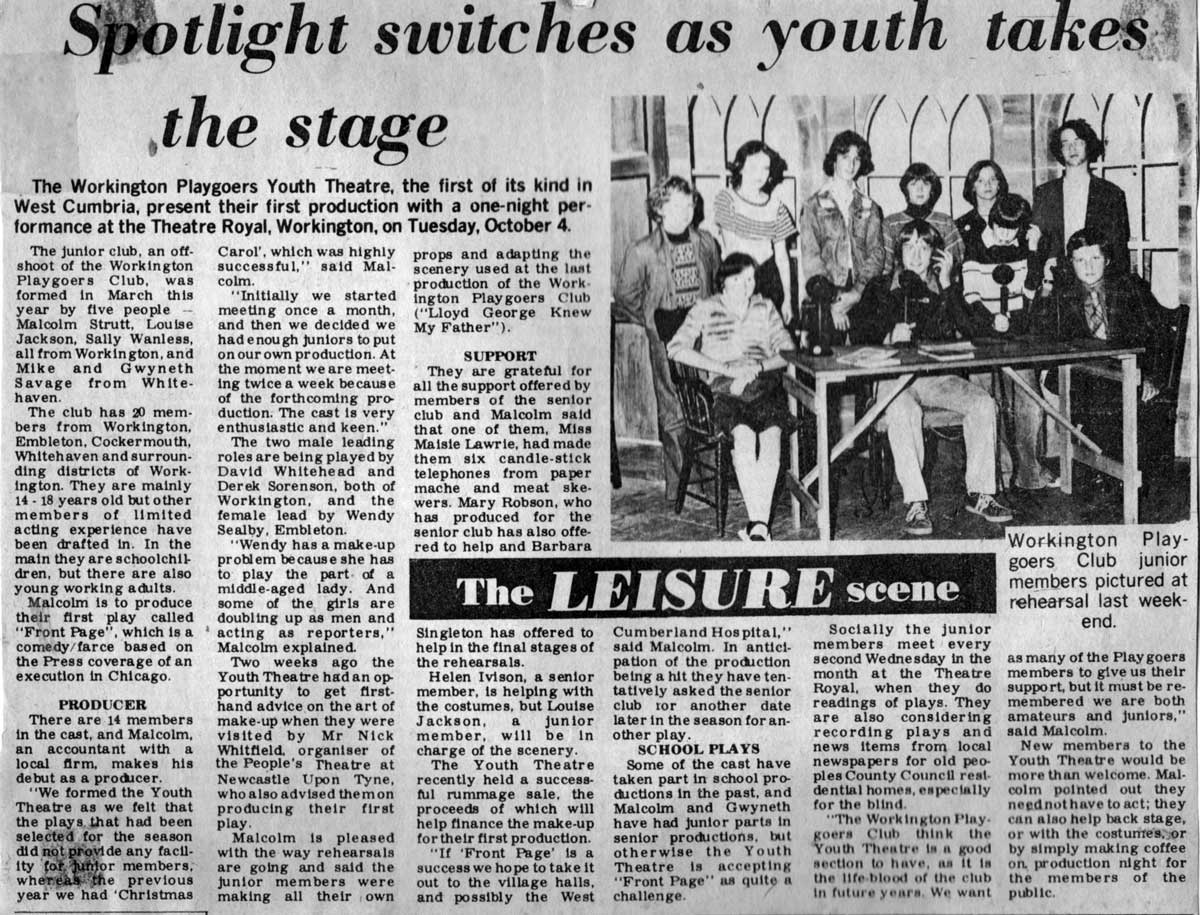 Spotlight switches as youth takes
the stage
The Workington Playgoers Youth Theatre, the first of its kind in
West Cumbria, present their first production with a one-night per-
formance at the Theatre Royal, Workington, on Tuesday, October 4.
The junior club, an off-
shoot of the Workington
Playgoers Club, was
formed in March this
year by five people —
Malcolm Strutt, Louise
Jackson, Sally Wanless,
all from Workington, and
Mike and Gwyneth
Savage from White-
haven.
The club has 20 mem-
bers from Workington,
Embleton, Cockermouth,
Whitehaven and surroun-
ding districts of Work-
ington. They are mainly
14 - 18 years old but other
members of limited
acting experience have
been drafted in. In the
main they are schoolchil-
dren, but there are also
young working adults.
Malcolm is to produce
their first play called
"Front Page", which is a
comedy/farce based on
the Press coverage of an
execution in Chicago.
PRODUCER
There are 14 members
in the cast, and Malcolm,
an accountant with a
local firm, makes his
debut as a producer.
"We formed the Youth
Theatre as we felt that
the plays that had been
selected for the season
did not provide any facil-
ity for junior members,
whereas the previous
year we had 'Christmas
Carol', which was highly
successful," said Mal-
colm.
"Initially we started
meeting once a month,
and then we decided we
had enough juniors to put
on our own production. At
the moment we are meet-
ing twice a week because
of the forthcoming pro-
duction. The cast is very
enthusiastic and keen."
The two male leading
roles are being played by
David Whitehead and
Derek Sorenson, both of
Workington, and the
female lead by Wendy
Sealby, Embleton.
"Wendy has a make-up
problem because she has
to play the part of a
middle-aged lady. And
some of the girls are
doubling up as men and
acting as reporters,"
Malcolm explained.
Two weeks ago the
Youth Theatre had an op-
portunity to get first-
hand advice on the art of
make-up when they were
visited by Mr Nick
Whitfield, organiser of
the People's Theatre at
Newcastle Upon Tyne,
who also advised them on
producing their first
play.
Malcolm is pleased
with the way rehearsals
are going and said the
junior members were
making all their own
props and adapting the
scenery used at the last
production of the Work-
ington Playgoers Club
("Lloyd George Knew
My Father").
SUPPORT
They are grateful for
all the support offered by
members of the senior
club and Malcolm said
that one of them, Miss
Maisie Lawrie, had made
them six candle-stick
telephones from paper
mache and meat ske-
wers. Mary Robson, who
has produced for the
senior club has also offe-
red to help and Barbara
Workington Play-
goers Club junior
members pictured at
rehearsal last week-
end.
The LEISURE scene
Singleton has offered to
help in the final stages of
the rehearsals.
Helen Ivison, a senior
member, is helping with
the costumes, but Louise
Jackson, a junior
member, will be in
charge of the scenery.
The Youth Theatre
recently held a success-
ful rummage sale, the
proceeds of which will
help finance the make-up
for their first production.
"If 'Front Page' is a
success we hope to take it
out to the village halls,
and possibly the West
Cumberland Hospital,"
said Malcolm. In antici-
pation of the production
being a hit they have ten-
tatively asked the senior
club for another date
later in the season for an-
other play.
SCHOOL PLAYS
Some of the cast have
taken part in school pro-
ductions in the past, and
Malcolm and Gwyneth
have had junior parts in
senior productions, but
otherwise the Youth
Theatre is accepting
"Front Page" as quite a
challenge.
Socially the junior
members meet every
second Wednesday in the
month at the Theatre
Royal, when they do
readings of plays. They
are also considering
recording plays and
news items from local
newspapers for old peo-
ples County Council resi-
dential homes, especially
for the blind.
"The Workington Play-
goers Club think the
Youth Theatre is a good
section to have, as it is
the life blood of the club
in future years. We want
as many of the Playgoers
members to give us their
support, but it must be re-
membered we are both
amateurs and juniors,"
said Malcolm.
New members to the
Youth Theatre would be
more than welcome. Mal-
colm pointed out they
need not have to act; they
can also help back stage,
or with the costumes, or
by simply making coffee
on production night for
the members of the
public.